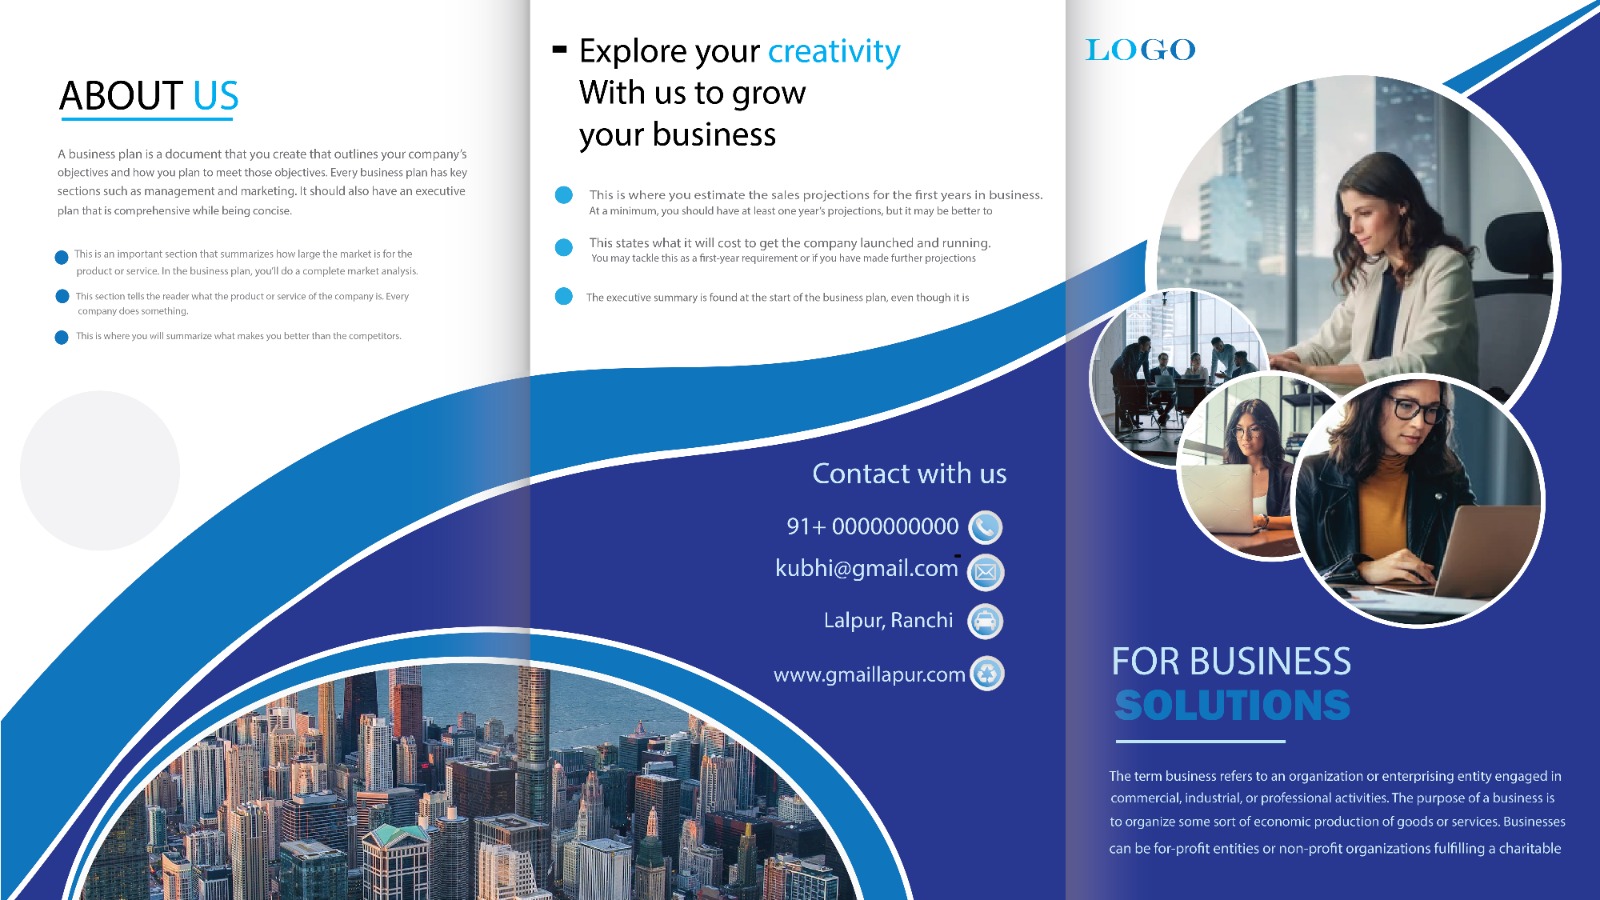 ABOUT US
A business plan is a document that you create that outlines your company's
objectives and how you plan to meet those objectives. Every business plan has key
sections such as management and marketing. It should also have an executive
plan that is comprehensive while being concise.
This is an important section that summarizes how large the market is for the
product or service. In the business plan, you'll do a complete market analysis.
This section tells the reader what the product or service of the company is. Every
company does something.
This is where you will summarize what makes you better than the competitors.
- Explore your creativity
With us to grow
your business
This is where you estimate the sales projections for the first years in business.
At a minimum, you should have at least one year's projections, but it may be better to
This states what it will cost to get the company launched and running.
You may tackle this as a first-year requirement or if you have made further projections
The executive summary is found at the start of the business plan, even though it is
Contact with us
91+ 0000000000
kubhi@gmail.com
Lalpur, Ranchi
www.gmaillapur.com
LOGO
FOR BUSINESS
SOLUTIONS
The term business refers to an organization or enterprising entity engaged in
commercial, industrial, or professional activities. The purpose of a business is
to organize some sort of economic production of goods or services. Businesses
can be for-profit entities or non-profit organizations fulfilling a charitable